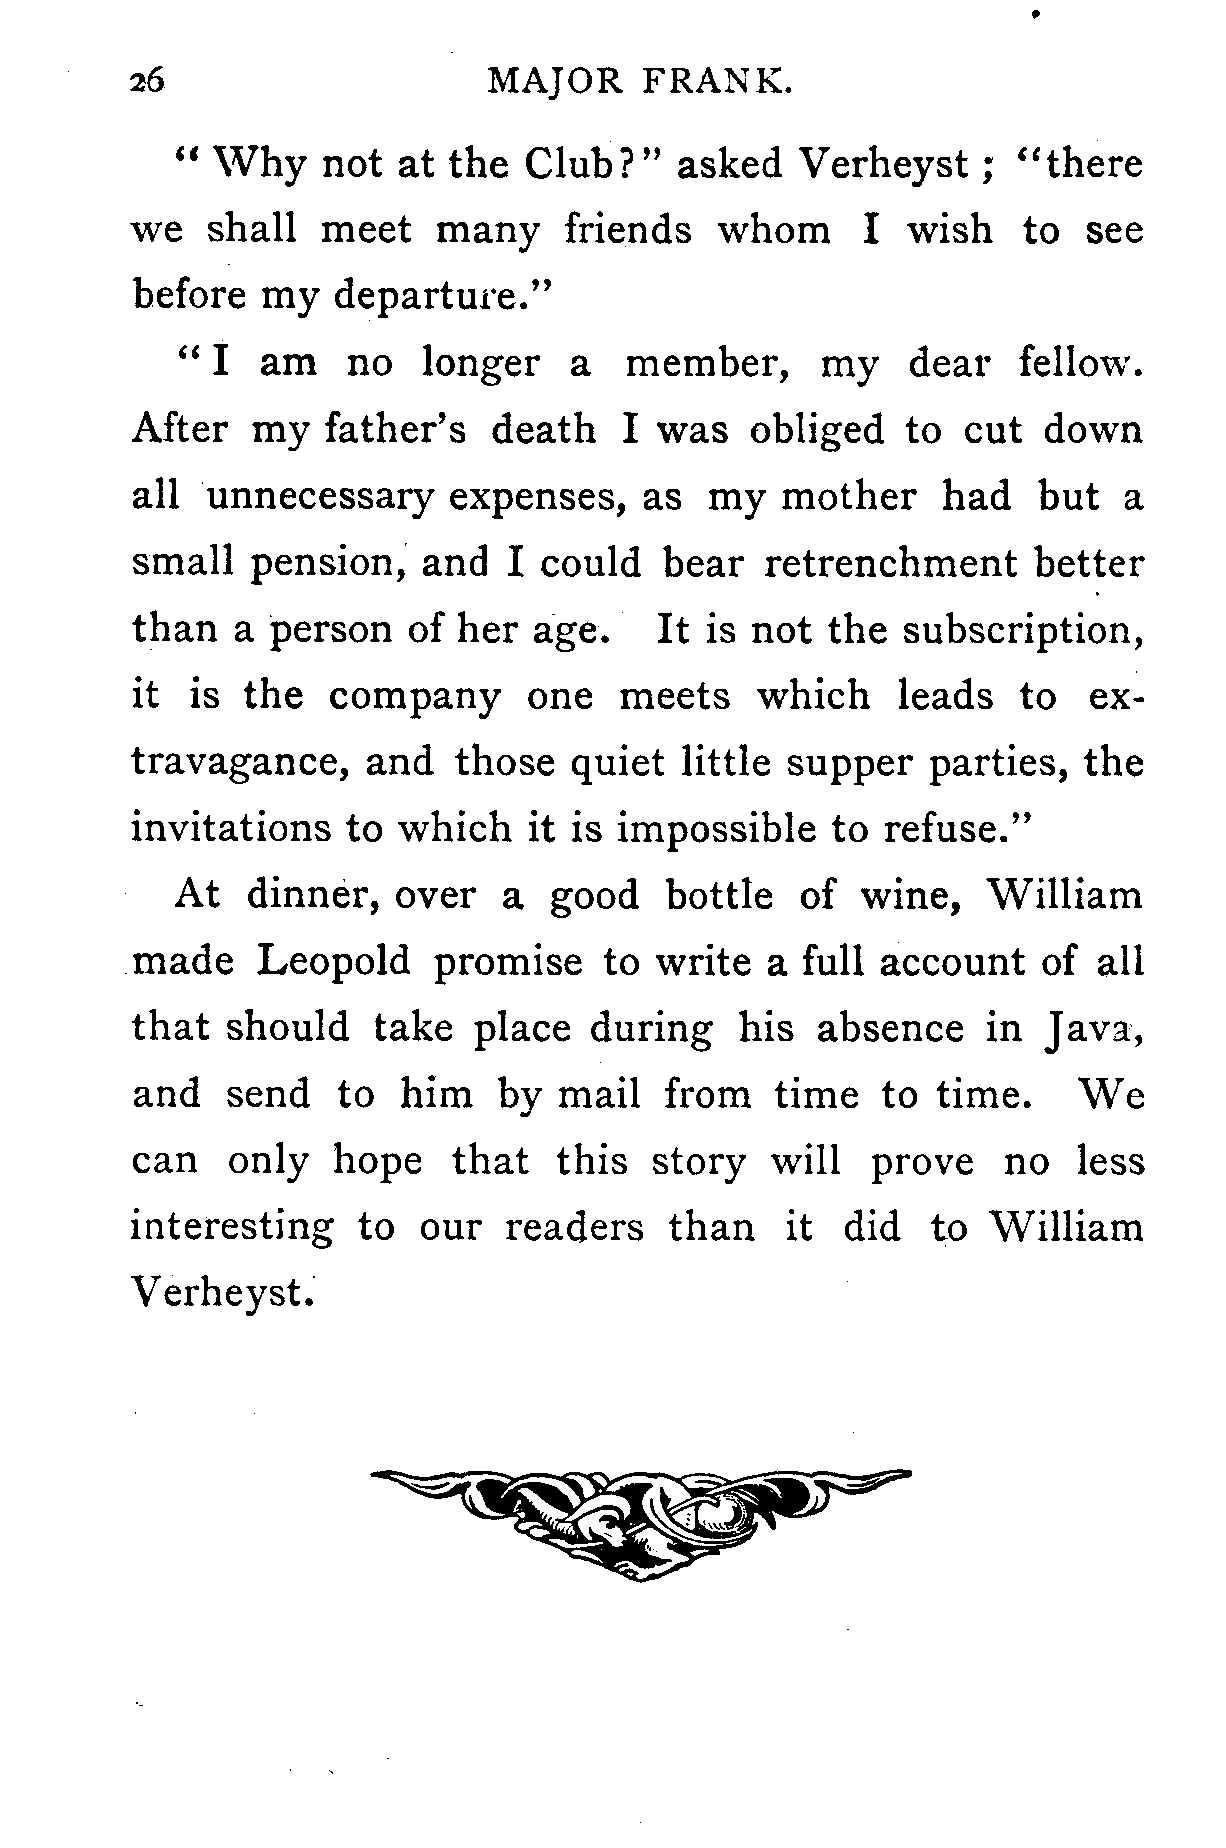 26 MAJOR FRANK.
“ Why not at the Club?” asked Verheyst ; “there
we shall meet many friends whom I wish to see
before my departure.”
“ I am no longer a member, my dear fellow.
After my father’s death I was obliged to cut down
all unnecessary expenses, as my mother had but a
small pension, and I could bear retrenchment better
than a person of her age. It is not the subscription,
it is the company one meets which leads to ex-
travagance, and those quiet little supper parties, the
invitations to which it is impossible to refuse.”
At dinner, over a good bottle of wine, William
made Leopold promise to write a full account of all
that should take place during his absence in Java,
and send to him by mail from time to time. We
can only hope that this story will prove no less
interesting to our readers than it did to William
Verheyst.